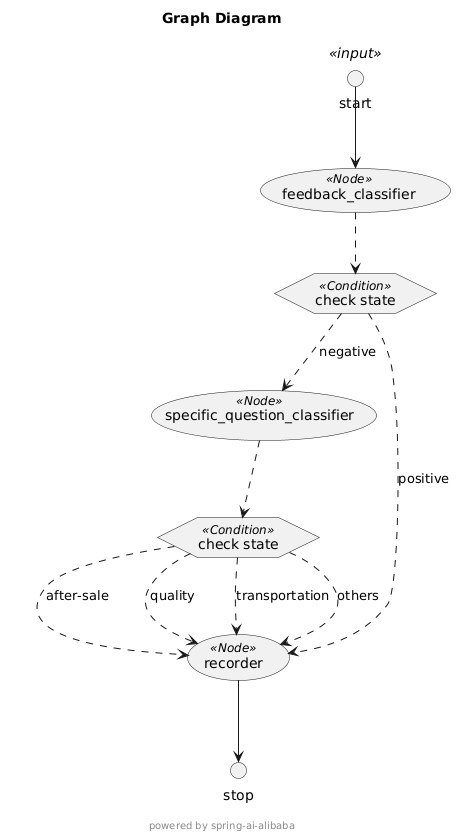 Graph Diagram
«input»
start
«Node»
feedback_classifier
«Condition»
check state
negative
«Node»
specific_question_classifier
positive
«Condition»
check state
after-sale
quality
transportation
others
«Node»
recorder
stop
powered by spring-ai-alibaba